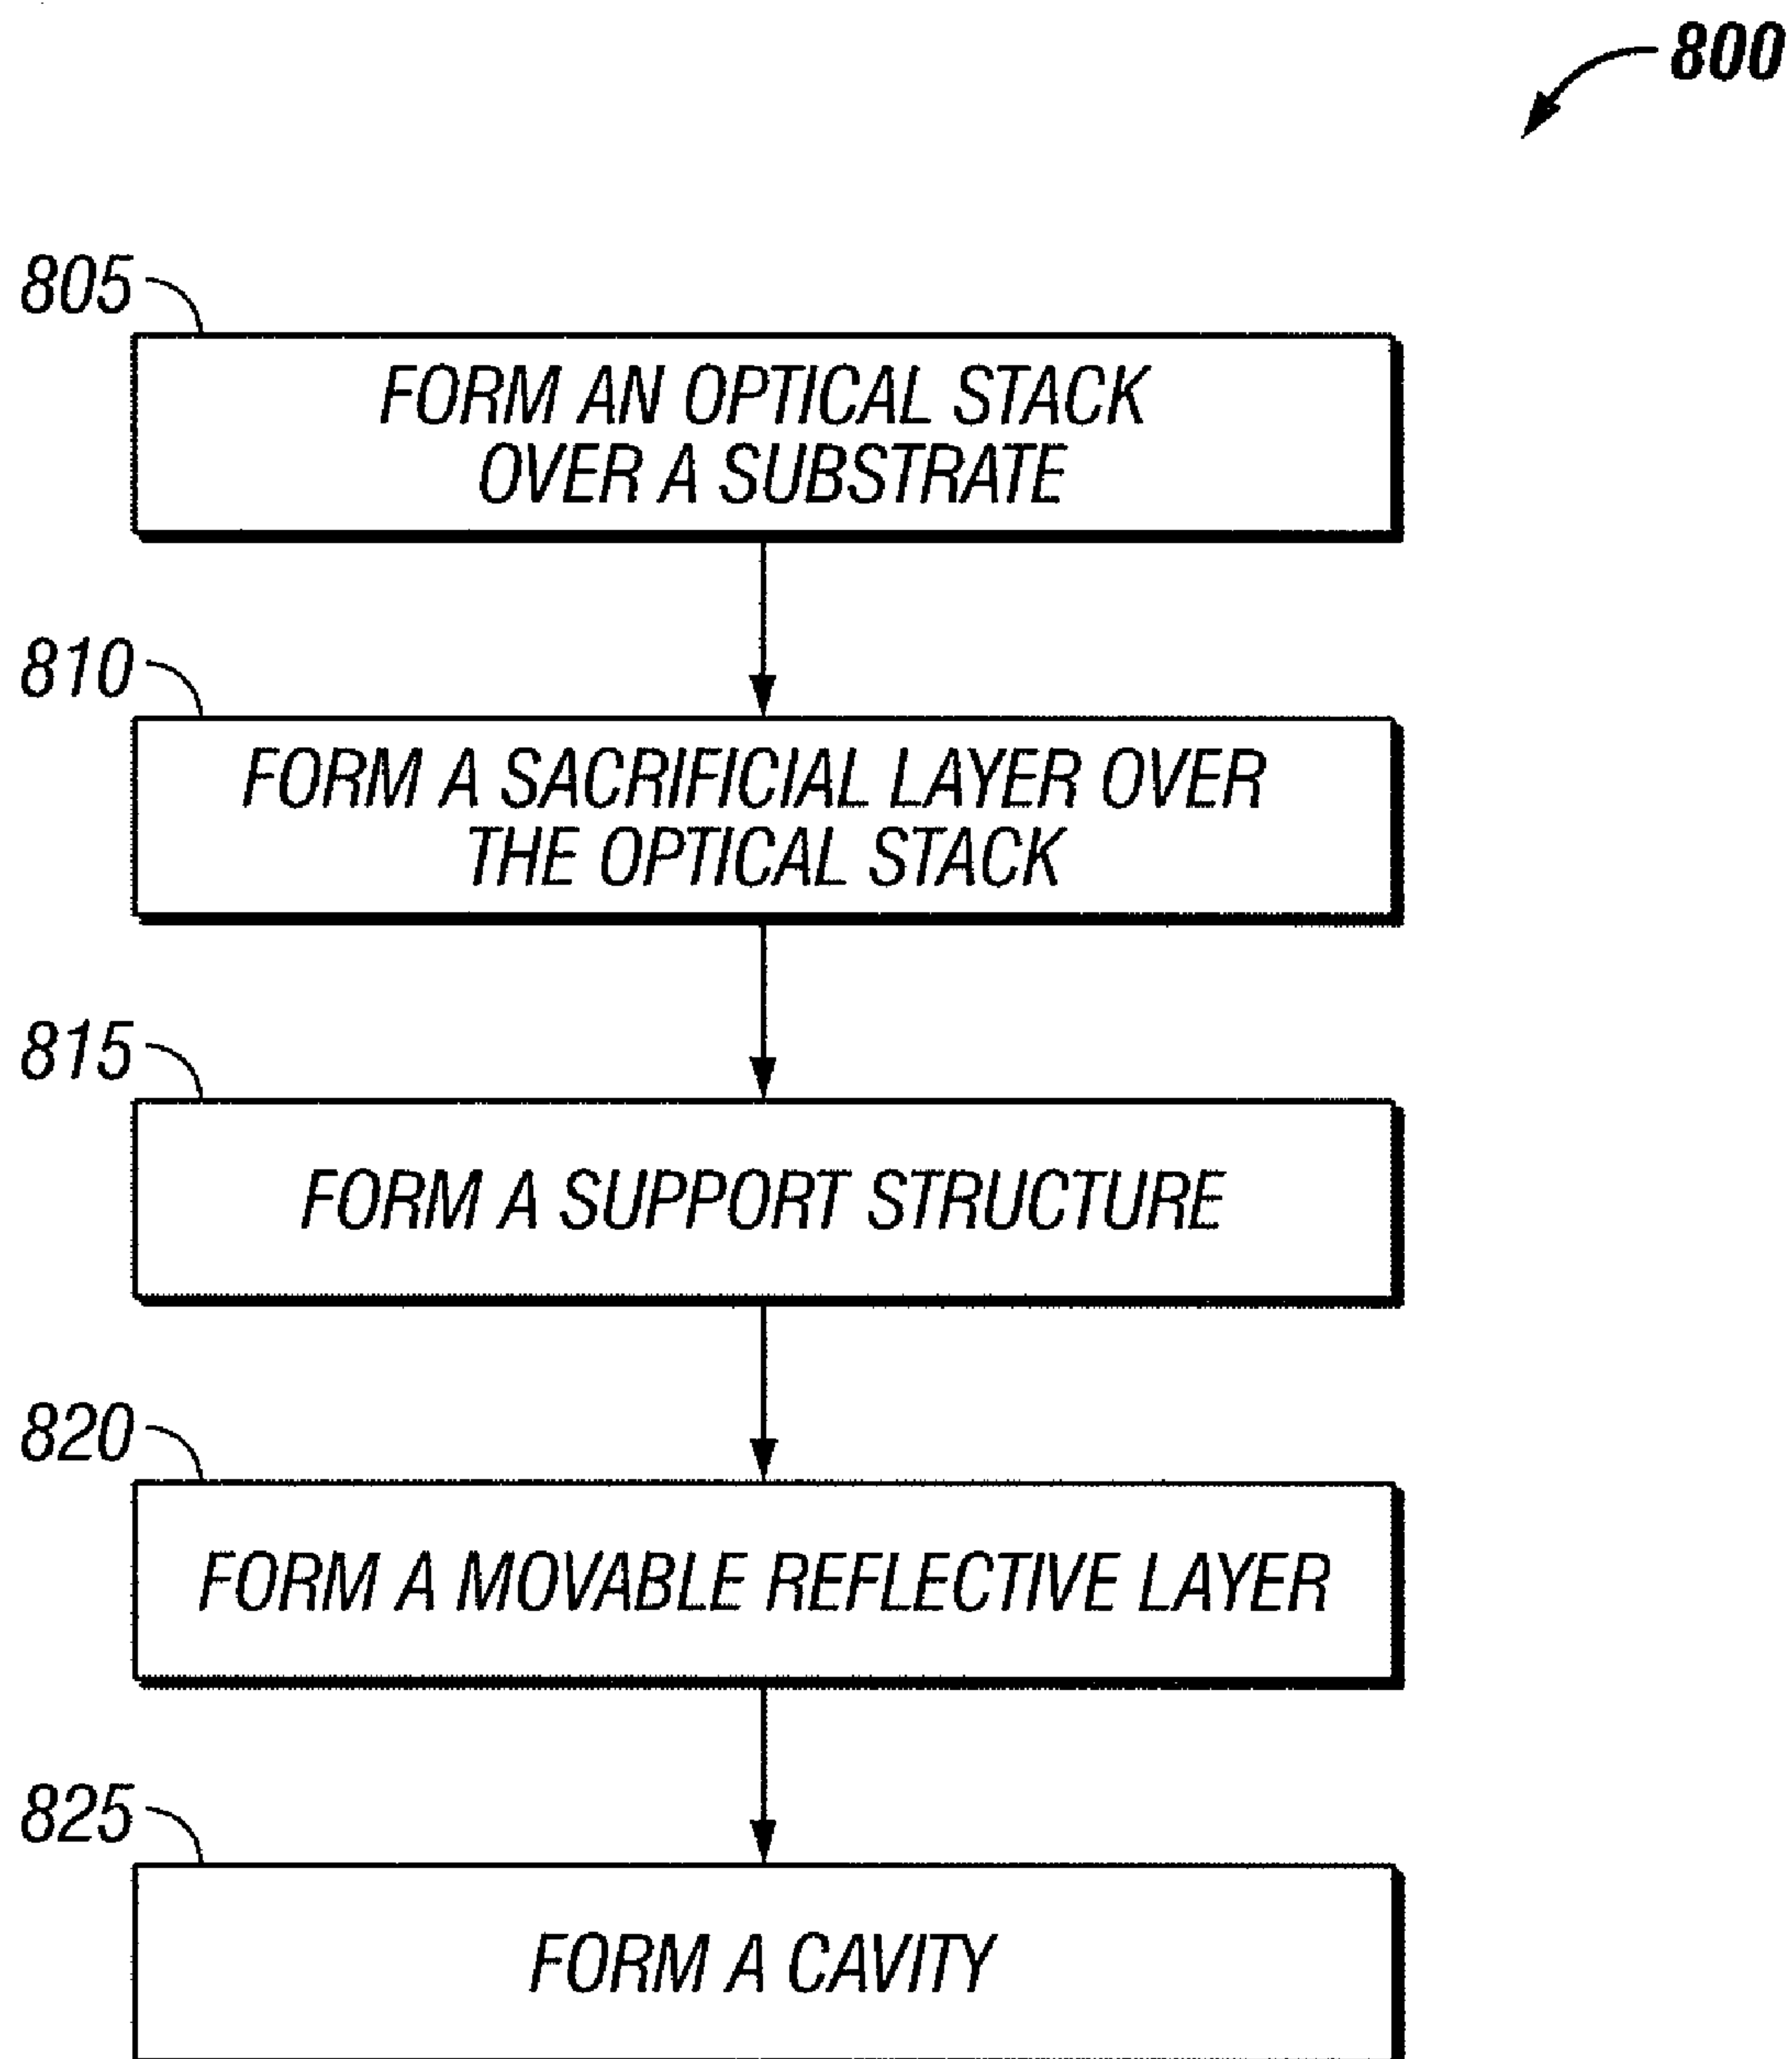 800
805
FORM AN OPTICAL STACK
OVER A SUBSTRATE
810
FORM A SACRIFICIAL LAYER OVER
THE OPTICAL STACK
815
FORM A SUPPORT STRUCTURE
820
FORM A MOVABLE REFLECTIVE LAYER
825
FORM A CAVITY